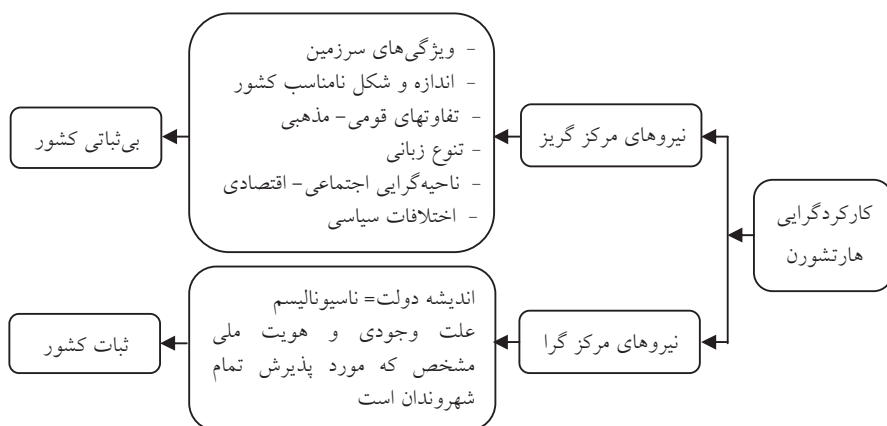 کارکردگرایی
هارتشورن
نیروهای مرکز گریز
- ویژگی‌های سرزمین
- اندازه و شکل نامناسب کشور
- تفاوتهای قومی- مذهبی
- تنوع زبانی
- ناحیه‌گرایی اجتماعی- اقتصادی
- اختلافات سیاسی
بی‌ثباتی کشور
نیروهای مرکز گرا
اندیشه دولت= ناسیونالیسم
علت وجودی و هویت ملی
مشخص که مورد پذیرش تمام
شهروندان است
ثبات کشور